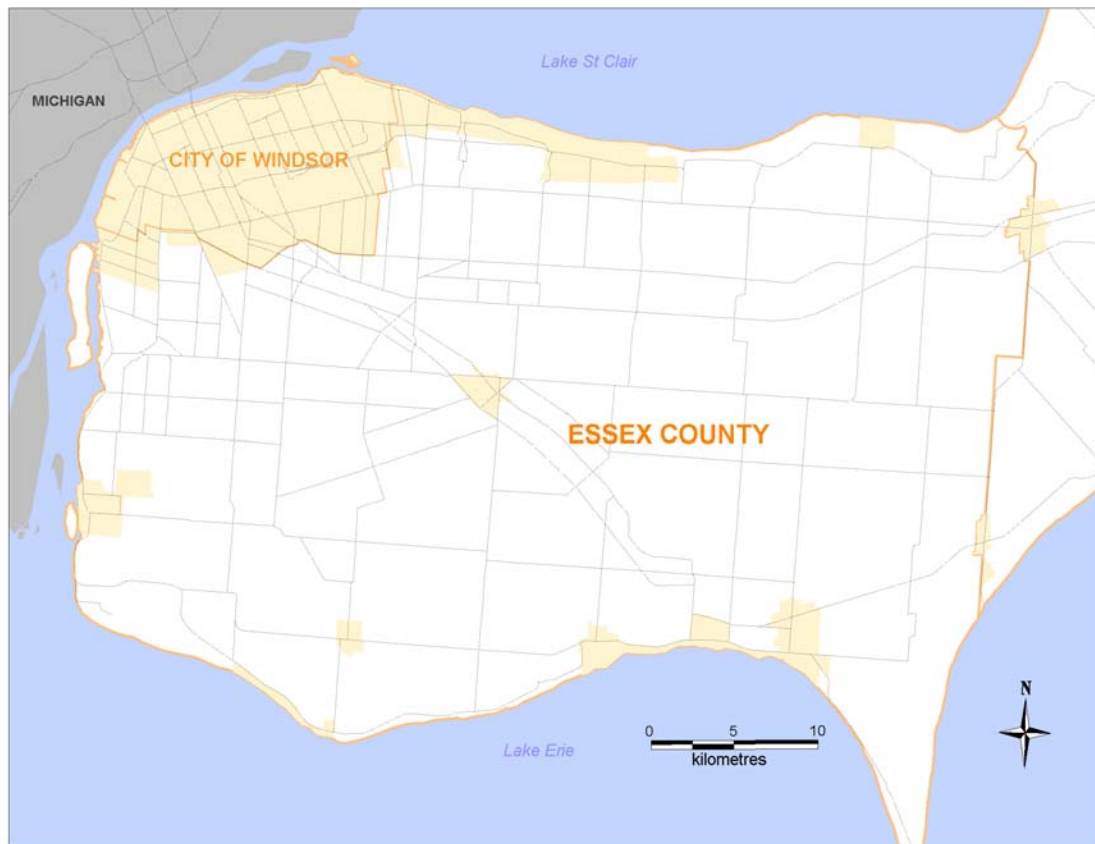 Lake St Clair
MICHIGAN
CITY OF WINDSOR
ESSEX COUNTY
N
0 5 10
kilometres
Lake Erie